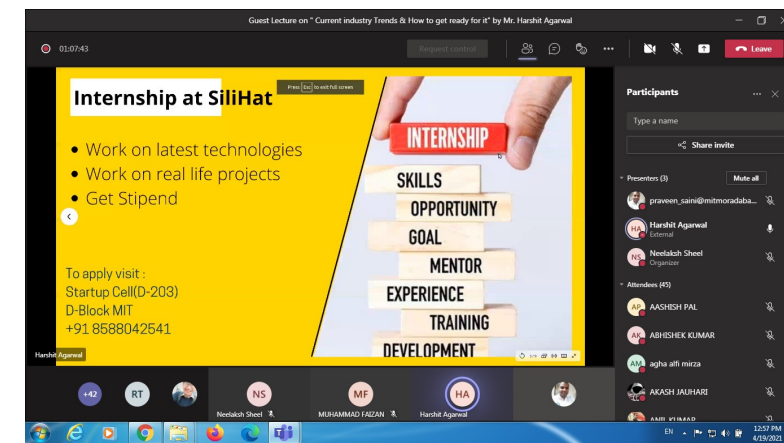 Guest Lecture on " Current industry Trends & How to get ready for it" by Mr. Harshit Agarwal
01:07:43
Request control
Leave
Press Esc to exit full screen
Internship at SiliHat
• Work on latest technologies
• Work on real life projects
• Get Stipend
To apply visit :
Startup Cell(D-203)
D-Block MIT
+91 8588042541
INTERNSHIP
SKILLS
OPPORTUNITY
GOAL
MENTOR
EXPERIENCE
TRAINING
DEVELOPMENT
Harshit Agarwal
Participants
Type a name
Share invite
Presenters (3)
Mute all
praveen_saini@mitmoradaba...
HA
Harshit Agarwal
External
NS
Neelaksh Sheel
Organizer
Attendees (45)
AP
AASHISH PAL
AK
ABHISHEK KUMAR
AM
agha alfi mirza
AKASH JAUHARI
ANIL KUMAR
+42
RT
NS
Neelaksh Sheel
MF
MUHAMMAD FAIZAN
HA
Harshit Agarwal
EN
12:57 PM